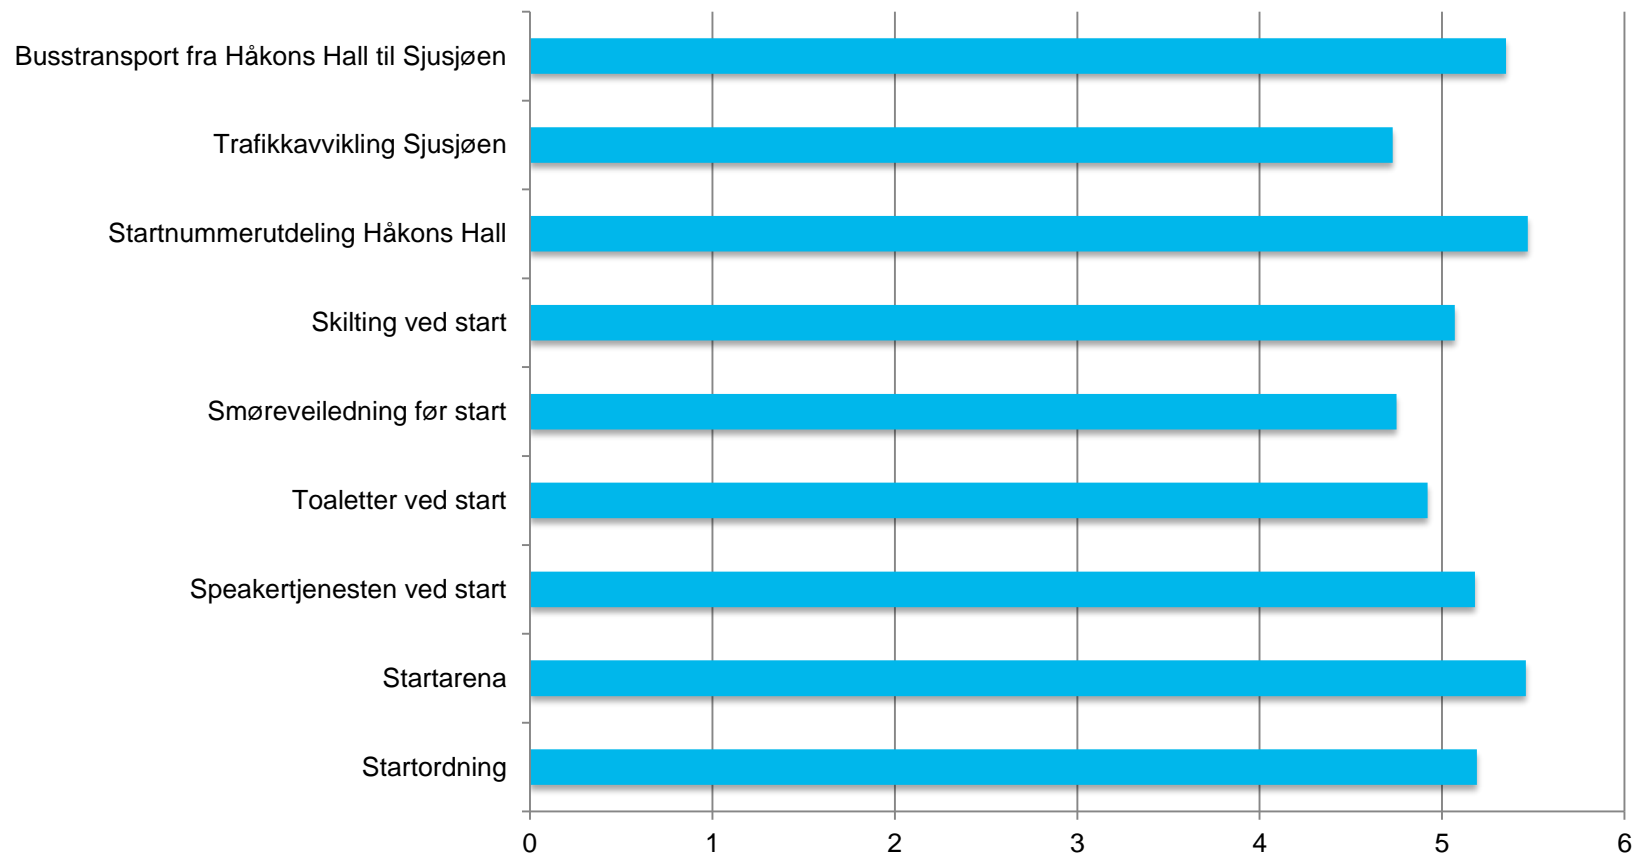 Busstransport fra Håkons Hall til Sjusjøen
Trafikkavvikling Sjusjøen
Startnummerutdeling Håkons Hall
Skilting ved start
Smøreveiledning før start
Toaletter ved start
Speakertjenesten ved start
Startarena
Startordning
0 1 2 3 4 5 6